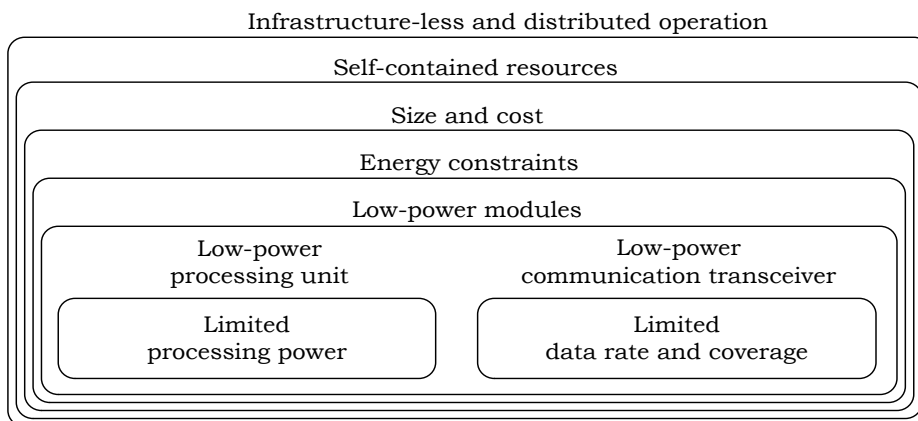 Infrastructure-less and distributed operation
Self-contained resources
Size and cost
Energy constraints
Low-power modules
Low-power
processing unit
Limited
processing power
Low-power
communication transceiver
Limited
data rate and coverage